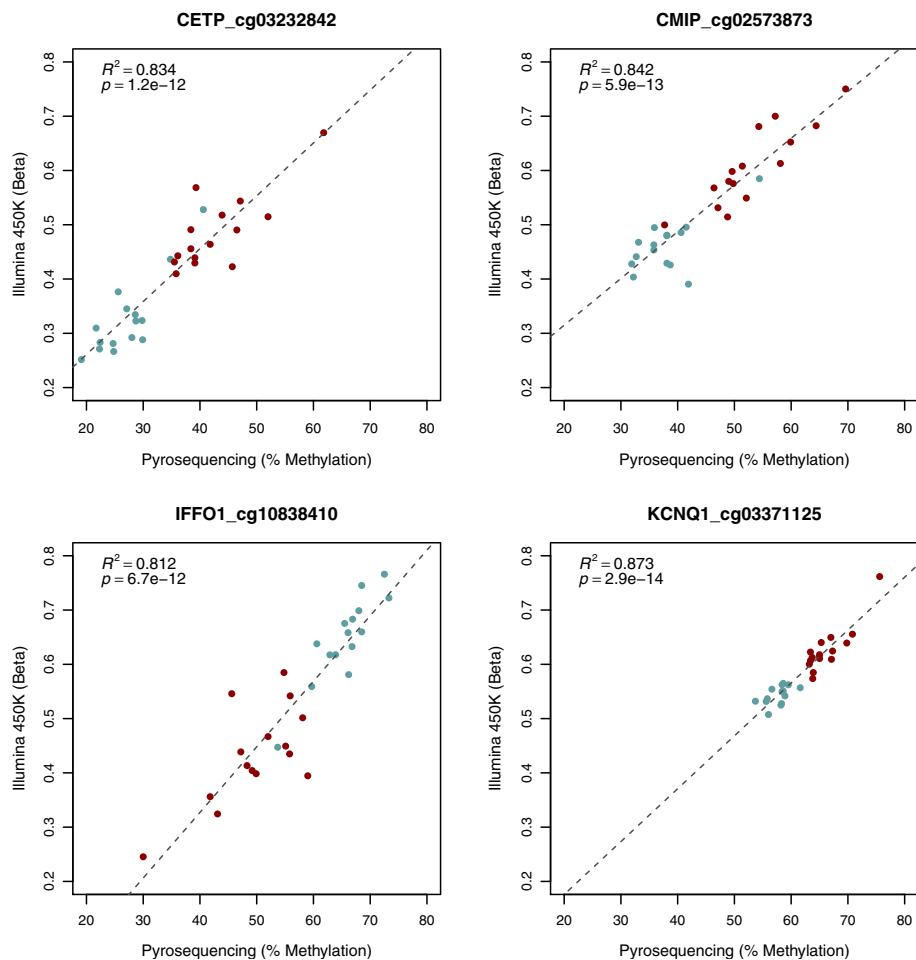 CETP_cg03232842
R² = 0.834
p = 1.2e−12
0.8
0.7
0.6
0.5
0.4
0.3
0.2
Illumina 450K (Beta)
20 30 40 50 60 70 80
Pyrosequencing (% Methylation)
CMIP_cg02573873
R² = 0.842
p = 5.9e−13
0.8
0.7
0.6
0.5
0.4
0.3
0.2
Illumina 450K (Beta)
20 30 40 50 60 70 80
Pyrosequencing (% Methylation)
IFFO1_cg10838410
R² = 0.812
p = 6.7e−12
0.8
0.7
0.6
0.5
0.4
0.3
0.2
Illumina 450K (Beta)
20 30 40 50 60 70 80
Pyrosequencing (% Methylation)
KCNQ1_cg03371125
R² = 0.873
p = 2.9e−14
0.8
0.7
0.6
0.5
0.4
0.3
0.2
Illumina 450K (Beta)
20 30 40 50 60 70 80
Pyrosequencing (% Methylation)